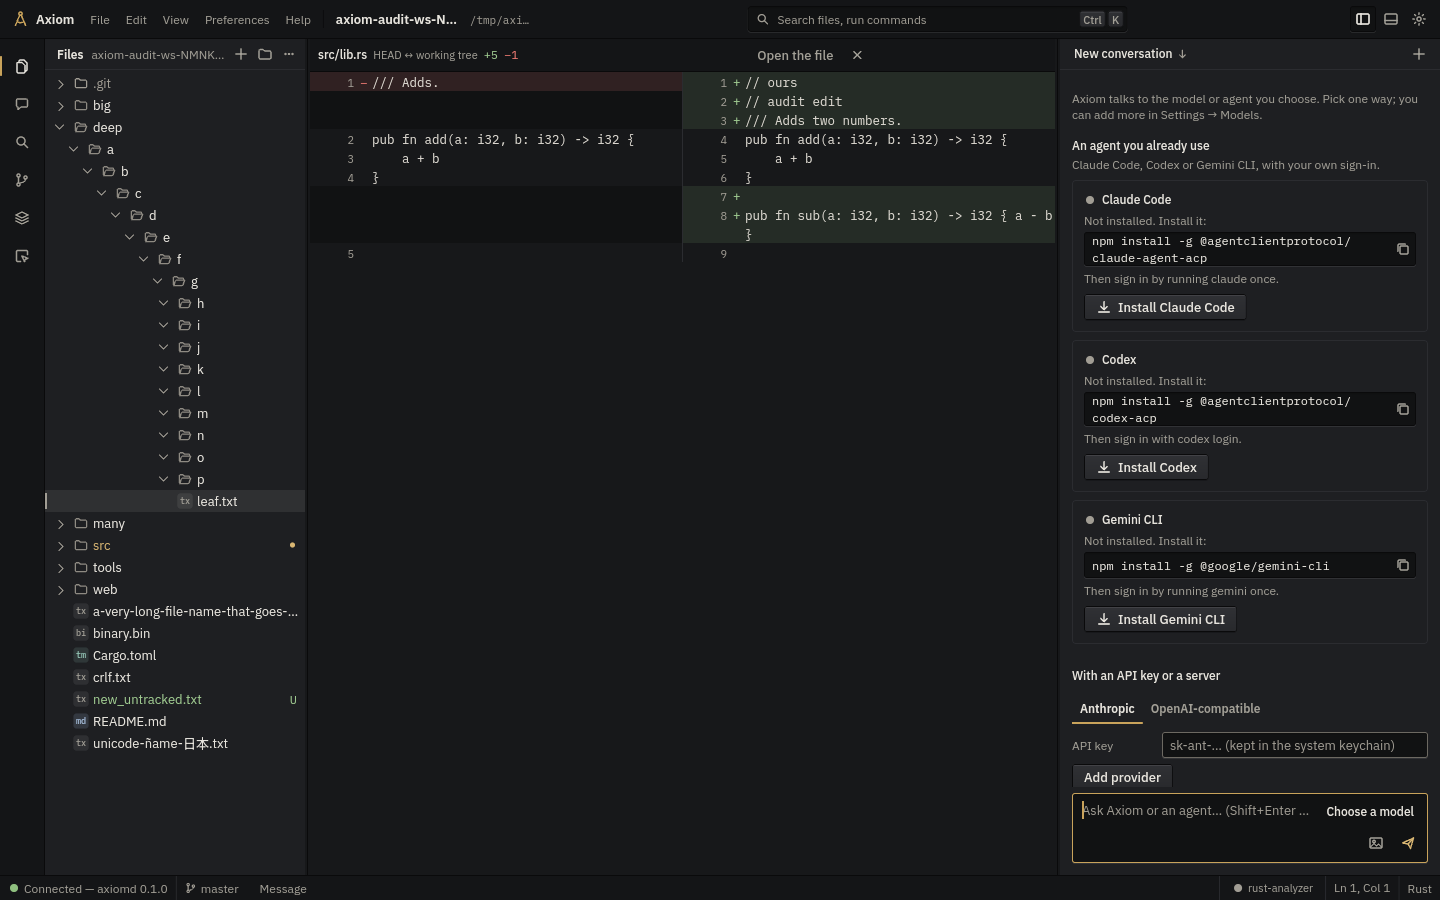 Axiom File Edit View Preferences Help axiom-audit-ws-N... /tmp/axi... Search files, run commands Ctrl K
Files axiom-audit-ws-NMNK...
.git
big
deep
a
b
c
d
e
f
g
h
i
j
k
l
m
n
o
p
tx leaf.txt
many
src
tools
web
tx a-very-long-file-name-that-goes-...
bi binary.bin
tm Cargo.toml
tx crlf.txt
tx new_untracked.txt U
md README.md
tx unicode-ñame-日本.txt
src/lib.rs HEAD ↔ working tree +5 −1 Open the file
1 − /// Adds.
2 pub fn add(a: i32, b: i32) -> i32 {
3 a + b
4 }
5
1 + // ours
2 + // audit edit
3 + /// Adds two numbers.
4 pub fn add(a: i32, b: i32) -> i32 {
5 a + b
6 }
7 +
8 + pub fn sub(a: i32, b: i32) -> i32 { a - b
}
9
New conversation ↓
Axiom talks to the model or agent you choose. Pick one way; you
can add more in Settings → Models.
An agent you already use
Claude Code, Codex or Gemini CLI, with your own sign-in.
Claude Code
Not installed. Install it:
npm install -g @agentclientprotocol/
claude-agent-acp
Then sign in by running claude once.
Install Claude Code
Codex
Not installed. Install it:
npm install -g @agentclientprotocol/
codex-acp
Then sign in with codex login.
Install Codex
Gemini CLI
Not installed. Install it:
npm install -g @google/gemini-cli
Then sign in by running gemini once.
Install Gemini CLI
With an API key or a server
Anthropic OpenAI-compatible
API key sk-ant-... (kept in the system keychain)
Add provider
Ask Axiom or an agent... (Shift+Enter ... Choose a model
Connected — axiomd 0.1.0 master Message rust-analyzer Ln 1, Col 1 Rust